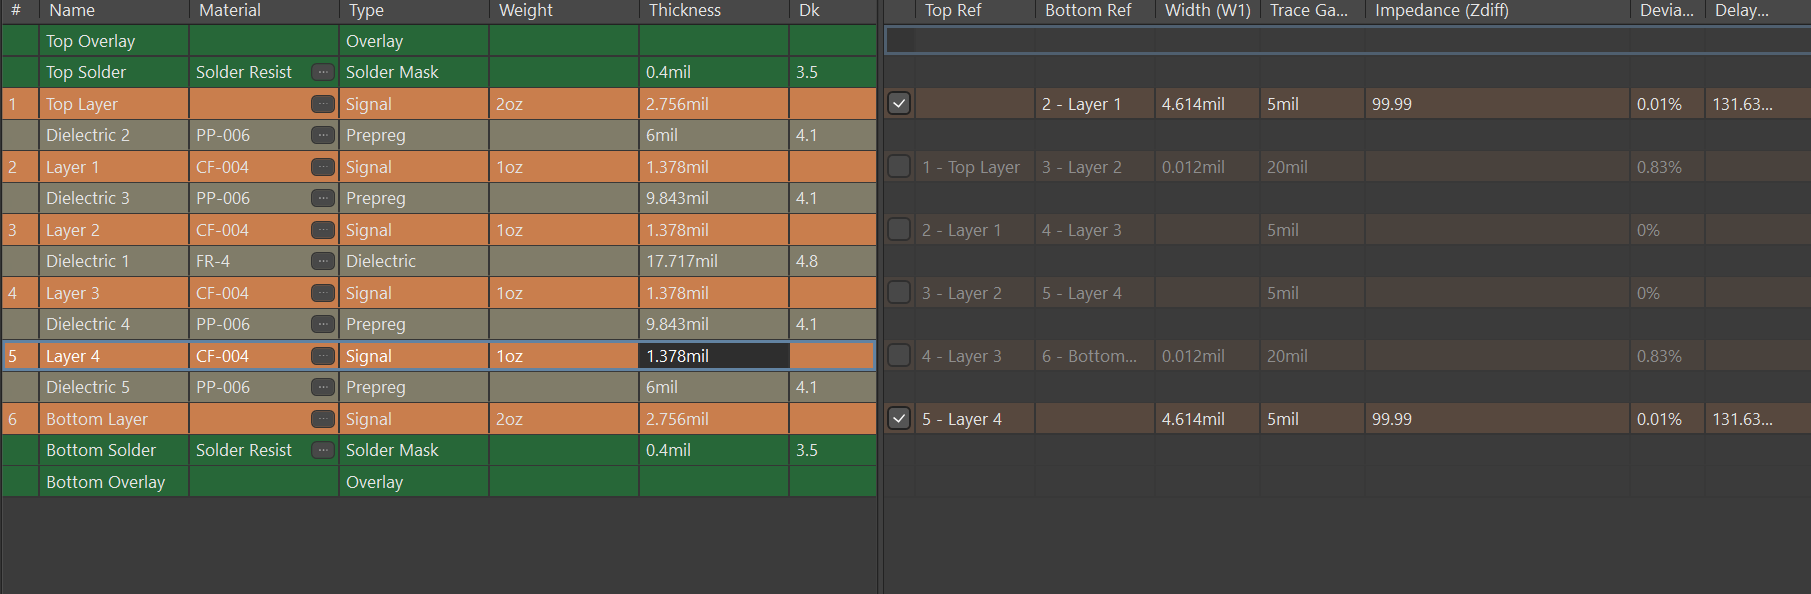 # Name Material Type Weight Thickness Dk Top Ref Bottom Ref Width (W1) Trace Ga... Impedance (Zdiff) Devia... Delay...
Top Overlay Overlay
Top Solder Solder Resist ... Solder Mask 0.4mil 3.5
1 Top Layer ... Signal 2oz 2.756mil 2 - Layer 1 4.614mil 5mil 99.99 0.01% 131.63...
Dielectric 2 PP-006 ... Prepreg 6mil 4.1
2 Layer 1 CF-004 ... Signal 1oz 1.378mil 1 - Top Layer 3 - Layer 2 0.012mil 20mil 0.83%
Dielectric 3 PP-006 ... Prepreg 9.843mil 4.1
3 Layer 2 CF-004 ... Signal 1oz 1.378mil 2 - Layer 1 4 - Layer 3 5mil 0%
Dielectric 1 FR-4 ... Dielectric 17.717mil 4.8
4 Layer 3 CF-004 ... Signal 1oz 1.378mil 3 - Layer 2 5 - Layer 4 5mil 0%
Dielectric 4 PP-006 ... Prepreg 9.843mil 4.1
5 Layer 4 CF-004 ... Signal 1oz 1.378mil 4 - Layer 3 6 - Bottom... 0.012mil 20mil 0.83%
Dielectric 5 PP-006 ... Prepreg 6mil 4.1
6 Bottom Layer ... Signal 2oz 2.756mil 5 - Layer 4 4.614mil 5mil 99.99 0.01% 131.63...
Bottom Solder Solder Resist ... Solder Mask 0.4mil 3.5
Bottom Overlay Overlay